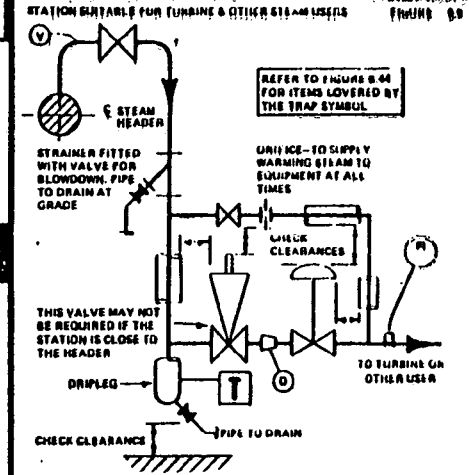 STATION SUITABLE FOR TURBINE & OTHER STEAM USERS
FIGURE
V
℄ STEAM
HEADER
REFER TO FIGURE 6.44
FOR ITEMS COVERED BY
THE TRAP SYMBOL
STRAINER FITTED
WITH VALVE FOR
BLOWDOWN. PIPE
TO DRAIN AT
GRADE
ORIFICE—TO SUPPLY
WARMING STEAM TO
EQUIPMENT AT ALL
TIMES
CHECK
CLEARANCES
THIS VALVE MAY NOT
BE REQUIRED IF THE
STATION IS CLOSE TO
THE HEADER
TO TURBINE OR
OTHER USER
DRIPLEG
T
PIPE TO DRAIN
CHECK CLEARANCE